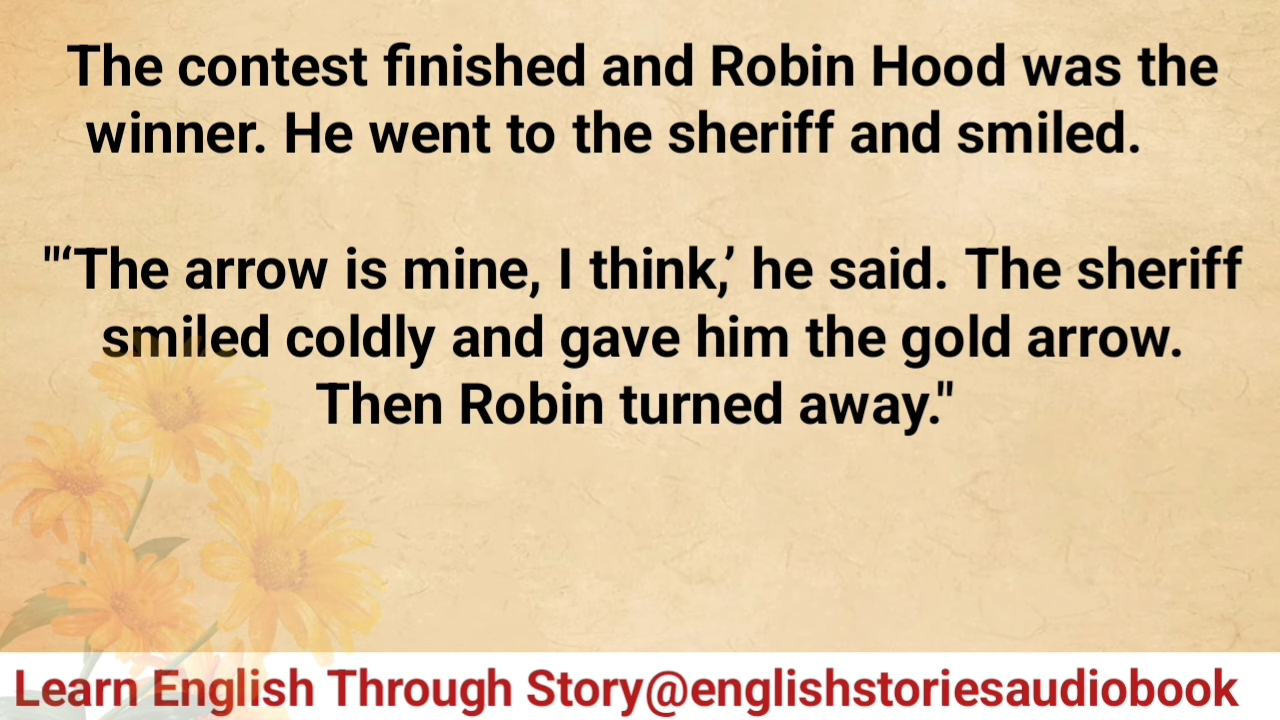 The contest finished and Robin Hood was the
winner. He went to the sheriff and smiled.
"‘The arrow is mine, I think,’ he said. The sheriff
smiled coldly and gave him the gold arrow.
Then Robin turned away."
Learn English Through Story@englishstoriesaudiobook